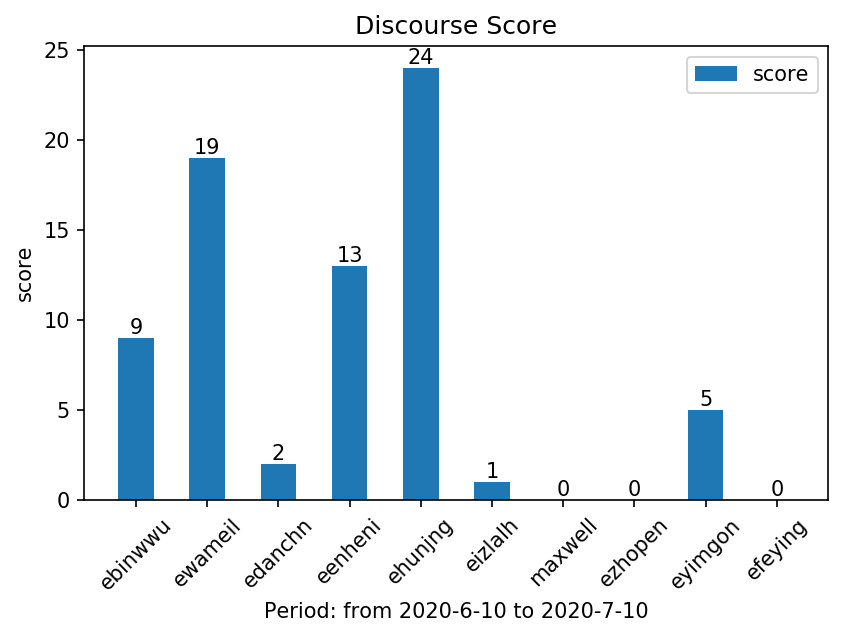 Discourse Score
score
25
20
15
10
5
0
score
9
19
2
13
24
1
0
0
5
0
ebinwwu
ewameil
edanchn
eenheni
ehunjng
eizlalh
maxwell
ezhopen
eyimgon
efeying
Period: from 2020-6-10 to 2020-7-10